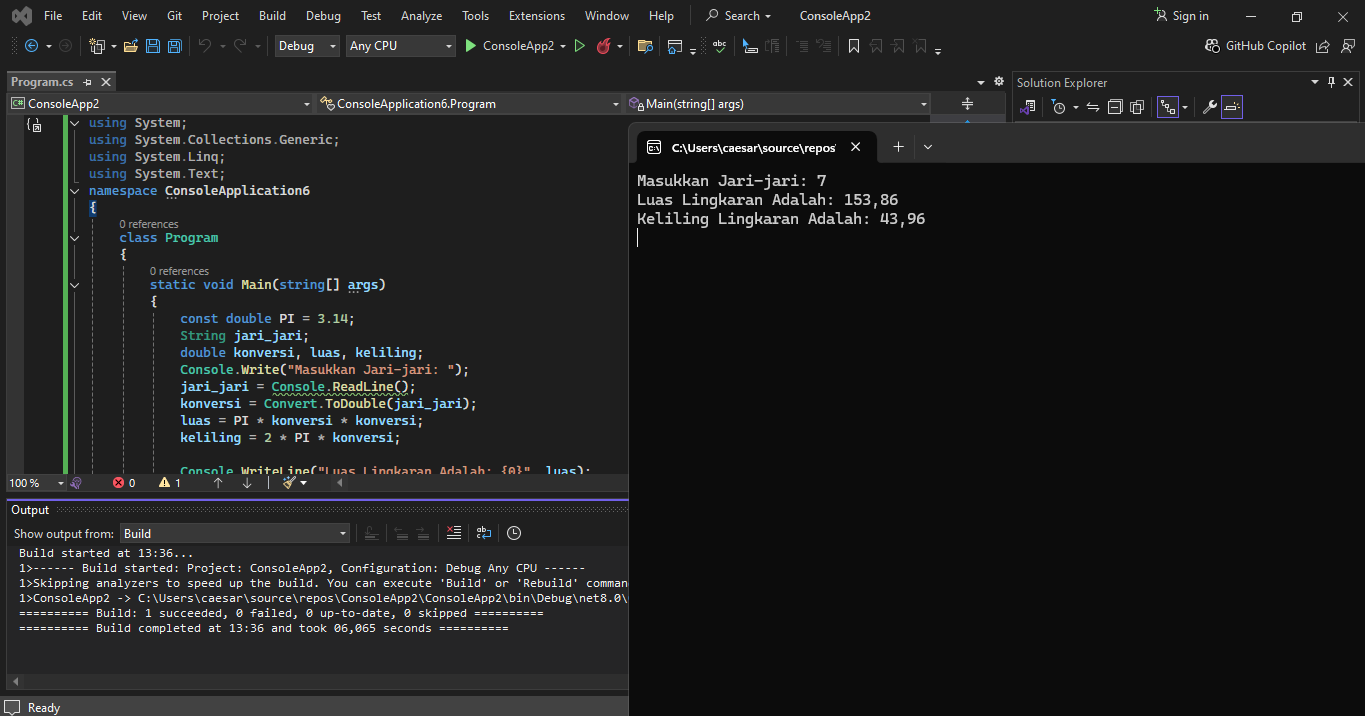 File Edit View Git Project Build Debug Test Analyze Tools Extensions Window Help Search ConsoleApp2 Sign in
Debug Any CPU ConsoleApp2 abc GitHub Copilot
Program.cs
C# ConsoleApp2 ConsoleApplication6.Program Main(string[] args)
using System;
using System.Collections.Generic;
using System.Linq;
using System.Text;
namespace ConsoleApplication6
{
0 references
class Program
{
0 references
static void Main(string[] args)
{
const double PI = 3.14;
String jari_jari;
double konversi, luas, keliling;
Console.Write("Masukkan Jari-jari: ");
jari_jari = Console.ReadLine();
konversi = Convert.ToDouble(jari_jari);
luas = PI * konversi * konversi;
keliling = 2 * PI * konversi;
Console.WriteLine("Luas Lingkaran Adalah: {0}", luas);
100 % 0 1
Output
Show output from: Build
Build started at 13:36...
1>------ Build started: Project: ConsoleApp2, Configuration: Debug Any CPU ------
1>Skipping analyzers to speed up the build. You can execute 'Build' or 'Rebuild' comman
1>ConsoleApp2 -> C:\Users\caesar\source\repos\ConsoleApp2\ConsoleApp2\bin\Debug\net8.0\
========== Build: 1 succeeded, 0 failed, 0 up-to-date, 0 skipped ==========
========== Build completed at 13:36 and took 06,065 seconds ==========
Ready
Solution Explorer
C:\Users\caesar\source\repos'
Masukkan Jari-jari: 7
Luas Lingkaran Adalah: 153,86
Keliling Lingkaran Adalah: 43,96